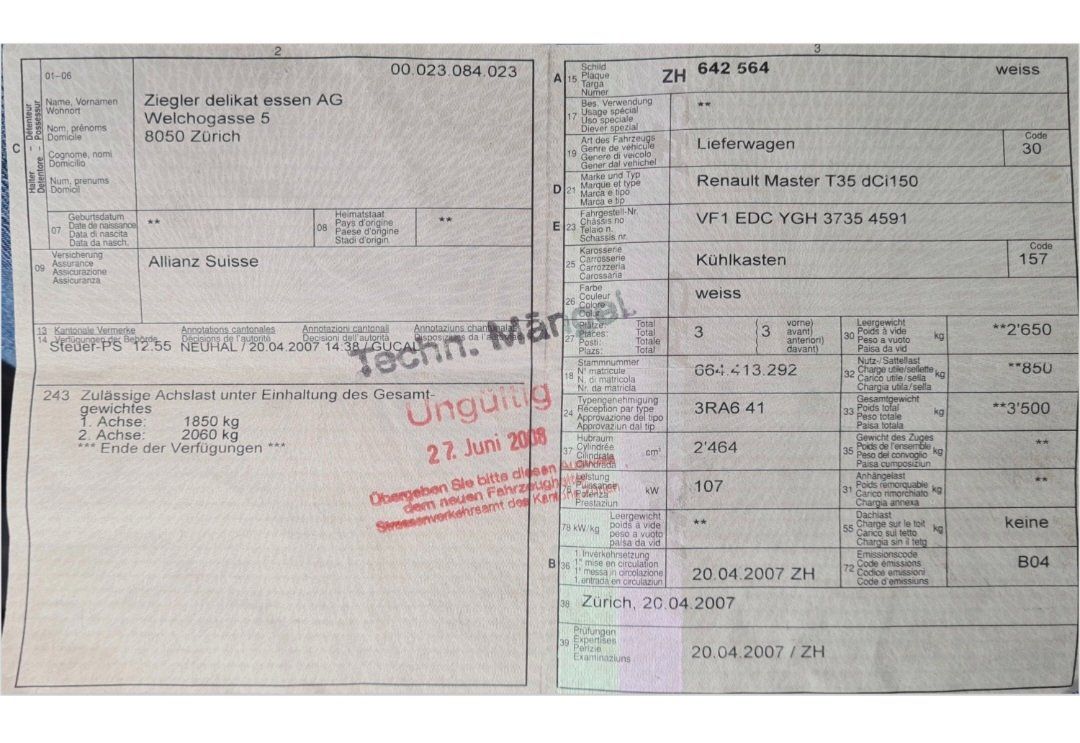 2
01–06
00.023.084.023
C
Halter – Détenteur
Detentore – Possessur
Name, Vornamen
Wohnort
Nom, prénoms
Domicile
Cognome, nomi
Domicilio
Num, prenums
Domicil
Ziegler delikat essen AG
Welchogasse 5
8050 Zürich
07
Geburtsdatum
Date de naissance
Data di nascita
Data da nasch.
**
08
Heimatstaat
Pays d'origine
Paese d'origine
Stadi d'origin
**
09
Versicherung
Assurance
Assicurazione
Assicuranza
Allianz Suisse
13 Kantonale Vermerke Annotations cantonales Annotazioni cantonali Annotaziuns chantunalas
14 Verfügungen der Behörde Décisions de l'autorité Decisioni dell'autorità Disposiziuns da l'autoritad
Steuer-PS 12.55 NEUHAL / 20.04.2007 14:38 / GUCAL
Techn. Mängel
243 Zulässige Achslast unter Einhaltung des Gesamt-
gewichtes
1. Achse: 1850 kg
2. Achse: 2060 kg
*** Ende der Verfügungen ***
Ungültig
27. Juni 2008
Übergeben Sie bitte diesen Ausweis
dem neuen Fahrzeughalter
Strassenverkehrsamt des Kantons
3
A 15
Schild
Plaque
Targa
Numer
ZH 642 564 weiss
17
Bes. Verwendung
Usage spécial
Uso speciale
Diever spezial
**
19
Art des Fahrzeugs
Genre de véhicule
Genere di veicolo
Gener dal vehichel
Lieferwagen
Code
30
D 21
Marke und Typ
Marque et type
Marca e tipo
Marca e tip
Renault Master T35 dCi150
E 23
Fahrgestell-Nr.
Châssis no
Telaio n.
Schassis nr.
VF1 EDC YGH 3735 4591
25
Karosserie
Carrosserie
Carrozzeria
Carossaria
Kühlkasten
Code
157
26
Farbe
Couleur
Colore
Colur
weiss
27
Plätze: Total
Places: Total
Posti: Totale
Plazs: Total
3
(3
vorne)
avant)
anteriori)
davant)
30
Leergewicht
Poids à vide
Peso a vuoto
Paisa da vid
kg
**2'650
18
Stammnummer
N° matricule
N. di matricola
Nr. da matricla
664.413.292
32
Nutz-/Sattellast
Charge utile/sellette
Carico utile/sella
Chargia utila/sella
kg
**850
24
Typengenehmigung
Réception par type
Approvazione del tipo
Approvaziun dal tip
3RA6 41
33
Gesamtgewicht
Poids total
Peso totale
Paisa totala
kg
**3'500
37
Hubraum
Cylindrée
Cilindrata
Cilindrada
cm³
2'464
35
Gewicht des Zuges
Poids de l'ensemble
Peso del convoglio
Paisa cumposiziun
kg
**
Leistung
Puissance
Potenza
Prestaziun
kW
107
31
Anhängelast
Poids remorquable
Carico rimorchiato
Chargia annexa
kg
**
78 kW/kg
Leergewicht
poids à vide
peso a vuoto
paisa da vid
**
55
Dachlast
Charge sur le toit
Carico sul tetto
Chargia sin il tetg
kg
keine
B 36
1. Inverkehrsetzung
1re mise en circulation
1a messa in circolazione
1. entrada en circulaziun
20.04.2007 ZH
72
Emissionscode
Code émissions
Codice emissioni
Code d'emissiuns
B04
38
Zürich, 20.04.2007
39
Prüfungen
Expertises
Perizie
Examinaziuns
20.04.2007 / ZH